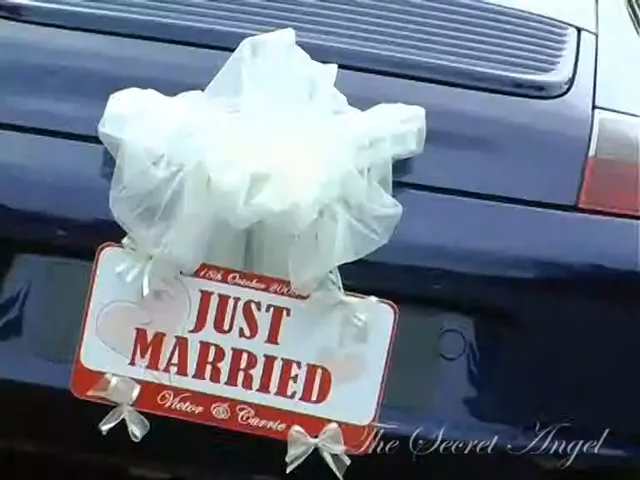 18th October
JUST
MARRIED
Victor & Carrie
The Secret Angel